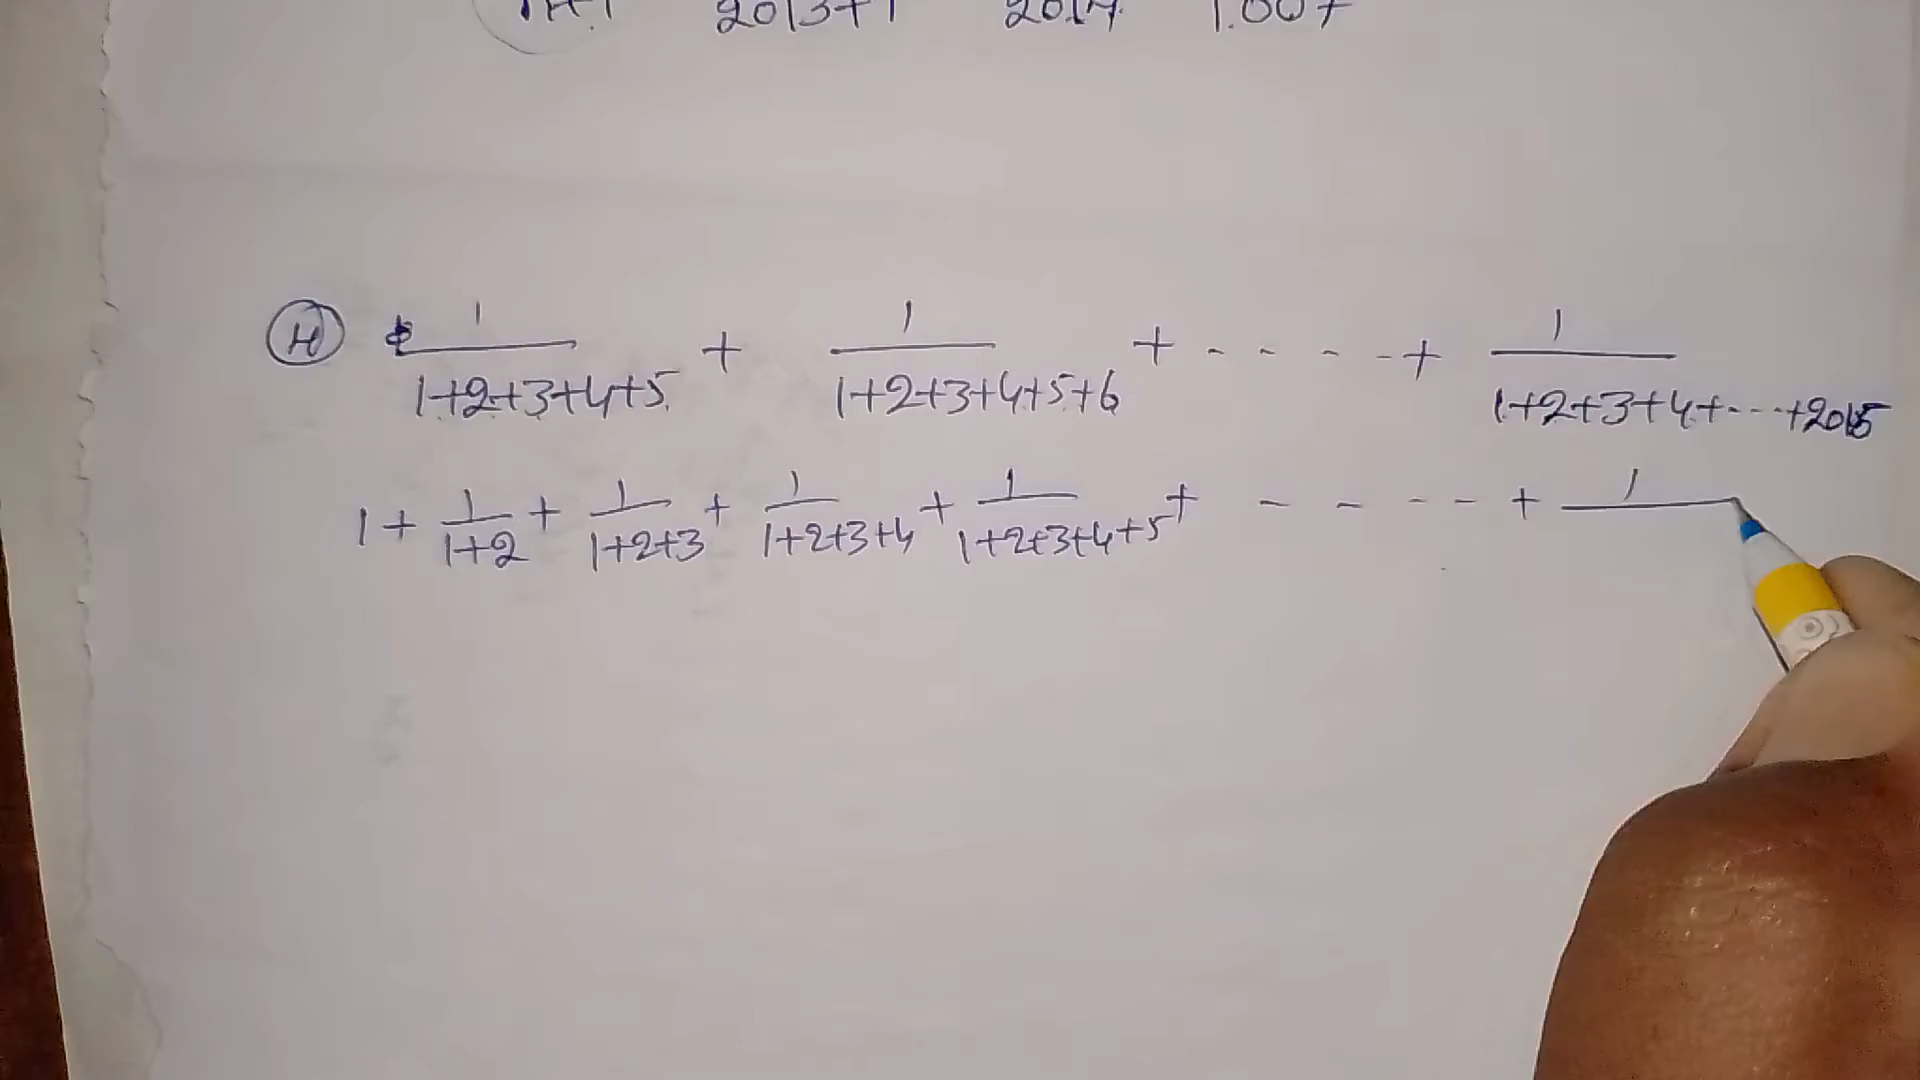 2013+1 2014 1007
H 1/(1+2+3+4+5) + 1/(1+2+3+4+5+6) + - - - - + 1/(1+2+3+4+---+2015)
1 + 1/(1+2) + 1/(1+2+3) + 1/(1+2+3+4) + 1/(1+2+3+4+5) + - - - - + 1/